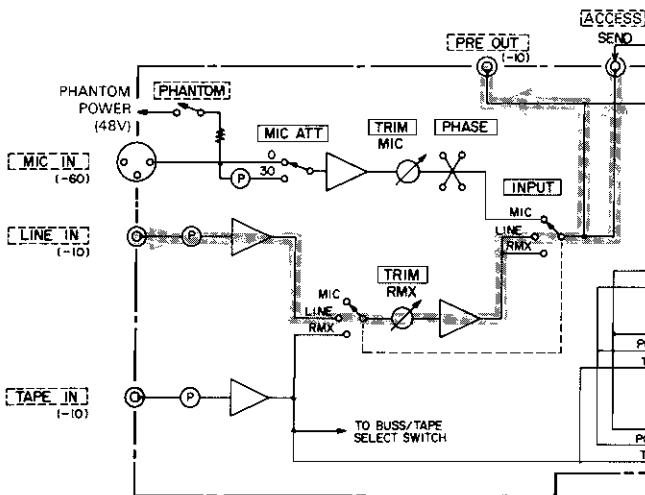 ACCESS
SEND
PRE OUT
(-10)
PHANTOM
POWER
(48V)
PHANTOM
MIC ATT
TRIM
MIC
PHASE
0
30
P
MIC IN
(-60)
INPUT
MIC
LINE
RMX
LINE IN
(-10)
P
TRIM
RMX
MIC
LINE
RMX
TAPE IN
(-10)
P
TO BUSS/TAPE
SELECT SWITCH